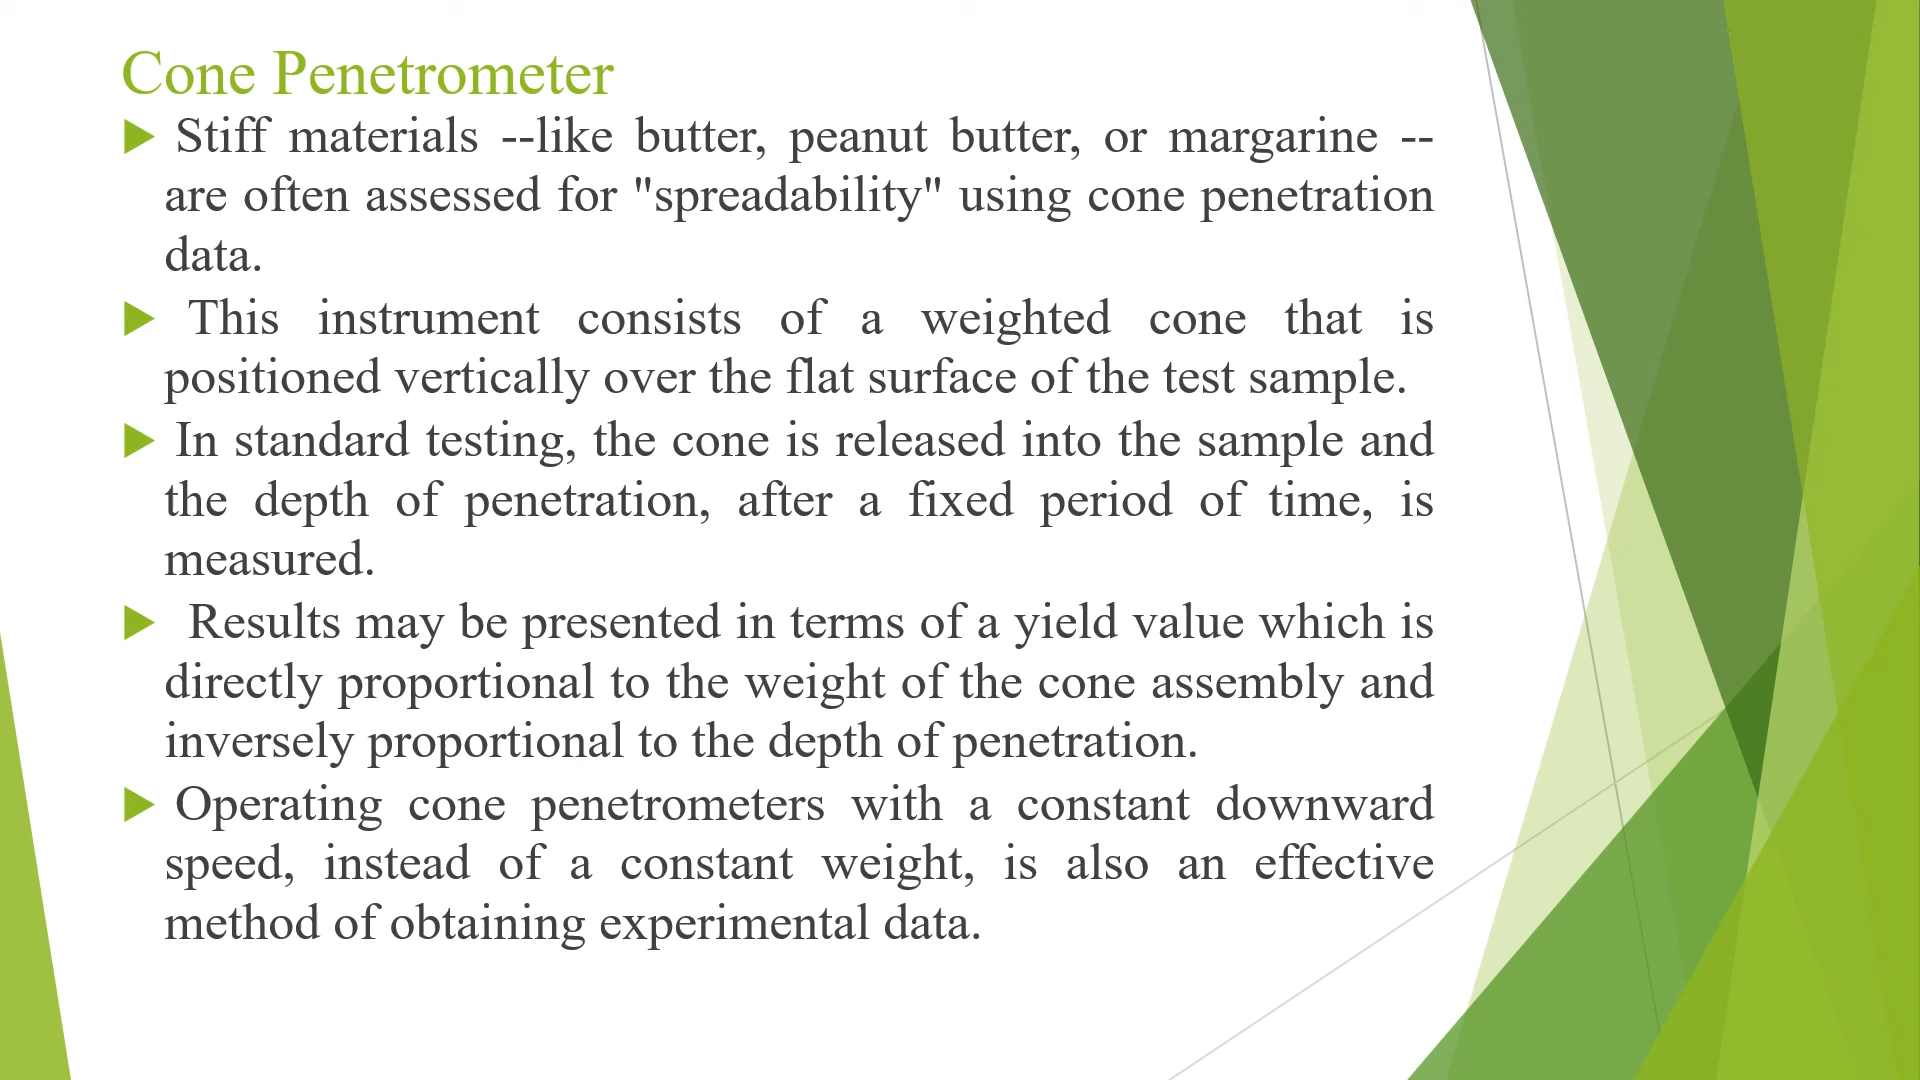 Cone Penetrometer
Stiff materials --like butter, peanut butter, or margarine --
are often assessed for "spreadability" using cone penetration
data.
This instrument consists of a weighted cone that is
positioned vertically over the flat surface of the test sample.
In standard testing, the cone is released into the sample and
the depth of penetration, after a fixed period of time, is
measured.
Results may be presented in terms of a yield value which is
directly proportional to the weight of the cone assembly and
inversely proportional to the depth of penetration.
Operating cone penetrometers with a constant downward
speed, instead of a constant weight, is also an effective
method of obtaining experimental data.